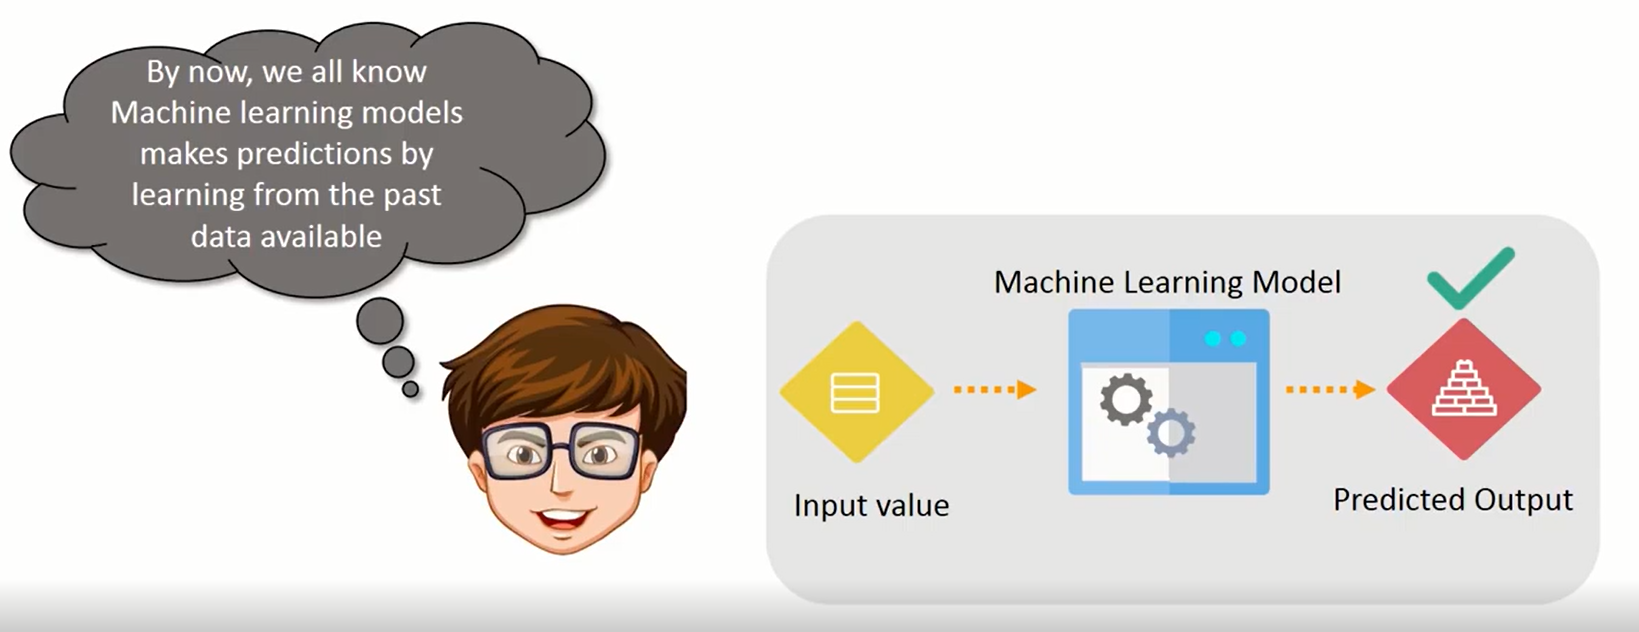 By now, we all know
Machine learning models
makes predictions by
learning from the past
data available
Machine Learning Model
Input value
Predicted Output